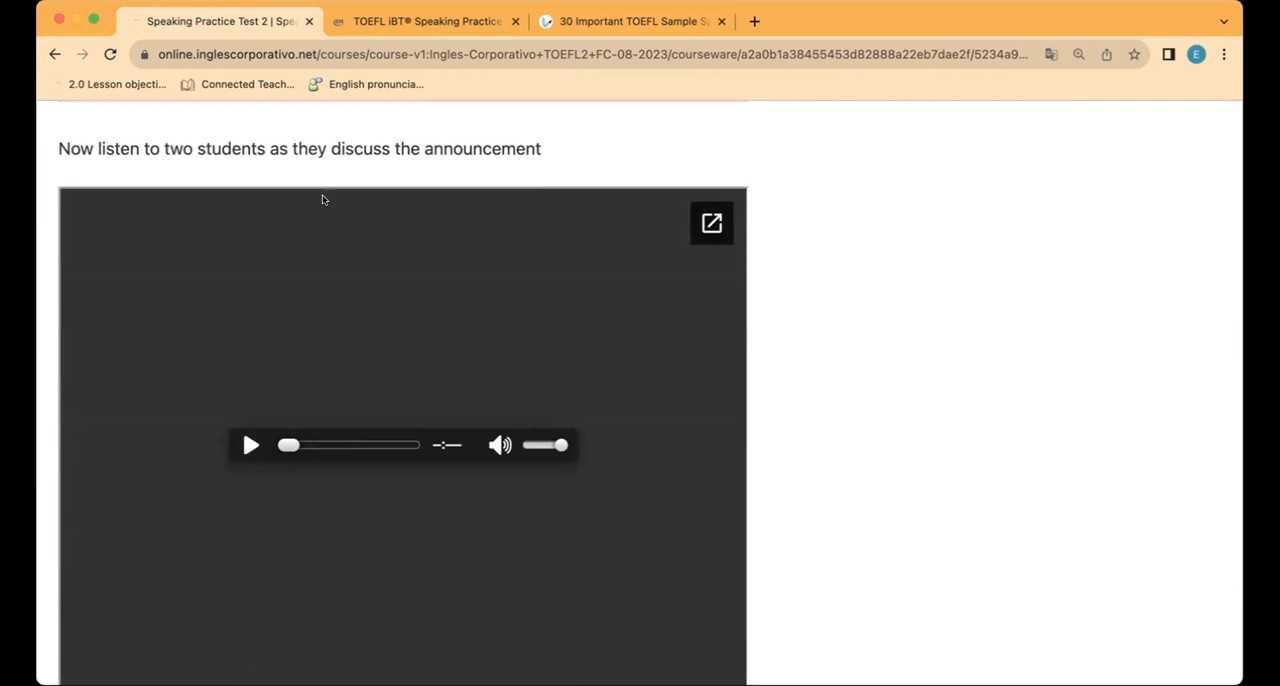 Speaking Practice Test 2 | Spe
TOEFL iBT® Speaking Practice
30 Important TOEFL Sample S
online.inglescorporativo.net/courses/course-v1:Ingles-Corporativo+TOEFL2+FC-08-2023/courseware/a2a0b1a38455453d82888a22eb7dae2f/5234a9...
E
2.0 Lesson objecti...
Connected Teach...
English pronuncia...
Now listen to two students as they discuss the announcement